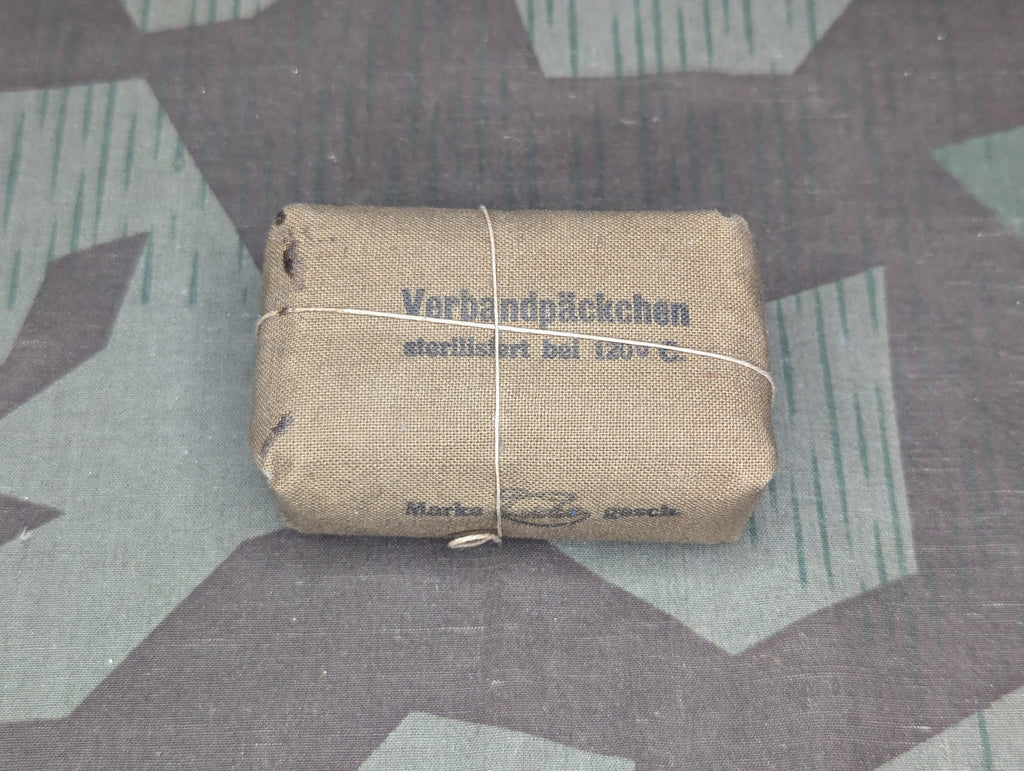 Verbandpäckchen
sterilisiert bei 120° C.
Marke gesch.